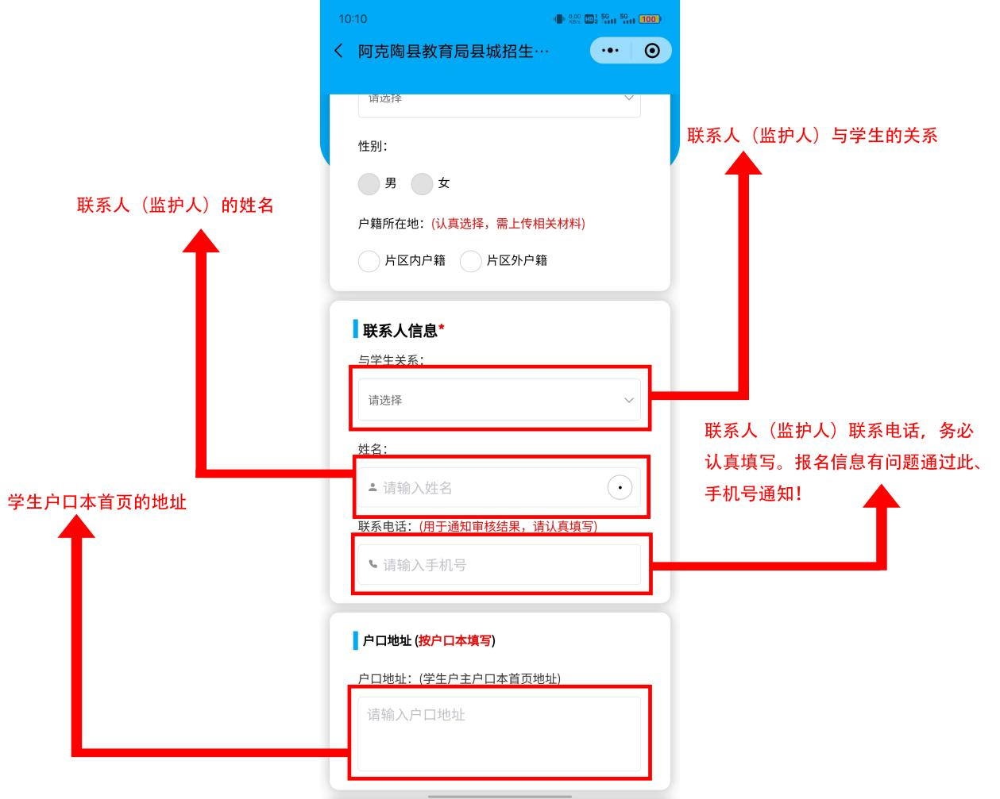 10:10
0.00 KB/s HD 1 2 5G 5G 100
阿克陶县教育局县城招生···
请选择
性别：
男 女
户籍所在地：(认真选择，需上传相关材料)
片区内户籍 片区外户籍
联系人信息*
与学生关系：
请选择
姓名：
请输入姓名
联系电话：(用于通知审核结果，请认真填写)
请输入手机号
户口地址 (按户口本填写)
户口地址：(学生户主户口本首页地址)
请输入户口地址
联系人（监护人）的姓名
学生户口本首页的地址
联系人（监护人）与学生的关系
联系人（监护人）联系电话，务必
认真填写。报名信息有问题通过此、
手机号通知！